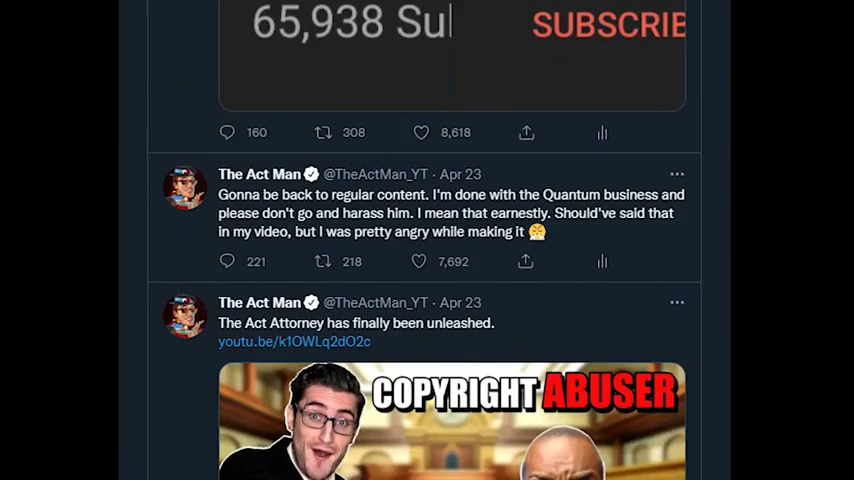 65,938 Su
SUBSCRIB
160 308 8,618
The Act Man @TheActMan_YT · Apr 23
Gonna be back to regular content. I'm done with the Quantum business and
please don't go and harass him. I mean that earnestly. Should've said that
in my video, but I was pretty angry while making it 😤
221 218 7,692
The Act Man @TheActMan_YT · Apr 23
The Act Attorney has finally been unleashed.
youtu.be/k1OWLq2dO2c
COPYRIGHT ABUSER